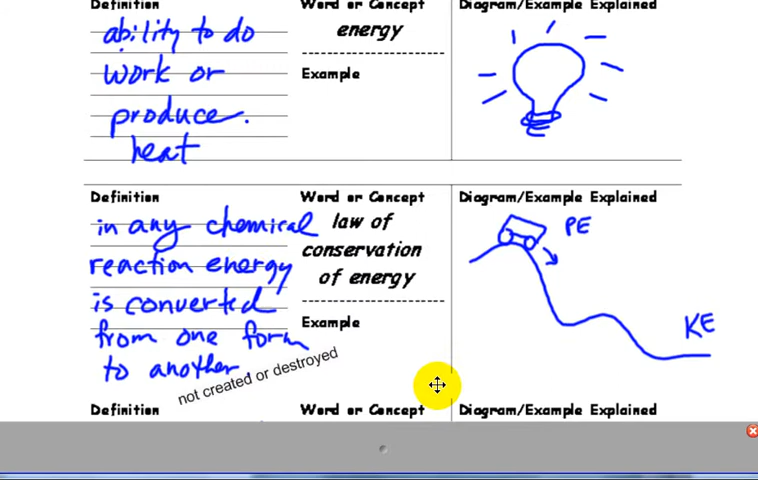 Definition
Word or Concept
Diagram/Example Explained
ability to do
work or
produce.
heat
energy
Example
Definition
Word or Concept
Diagram/Example Explained
in any chemical
reaction energy
is converted
from one form
to another
not created or destroyed
law of
conservation
of energy
Example
PE
KE
Definition
Word or Concept
Diagram/Example Explained